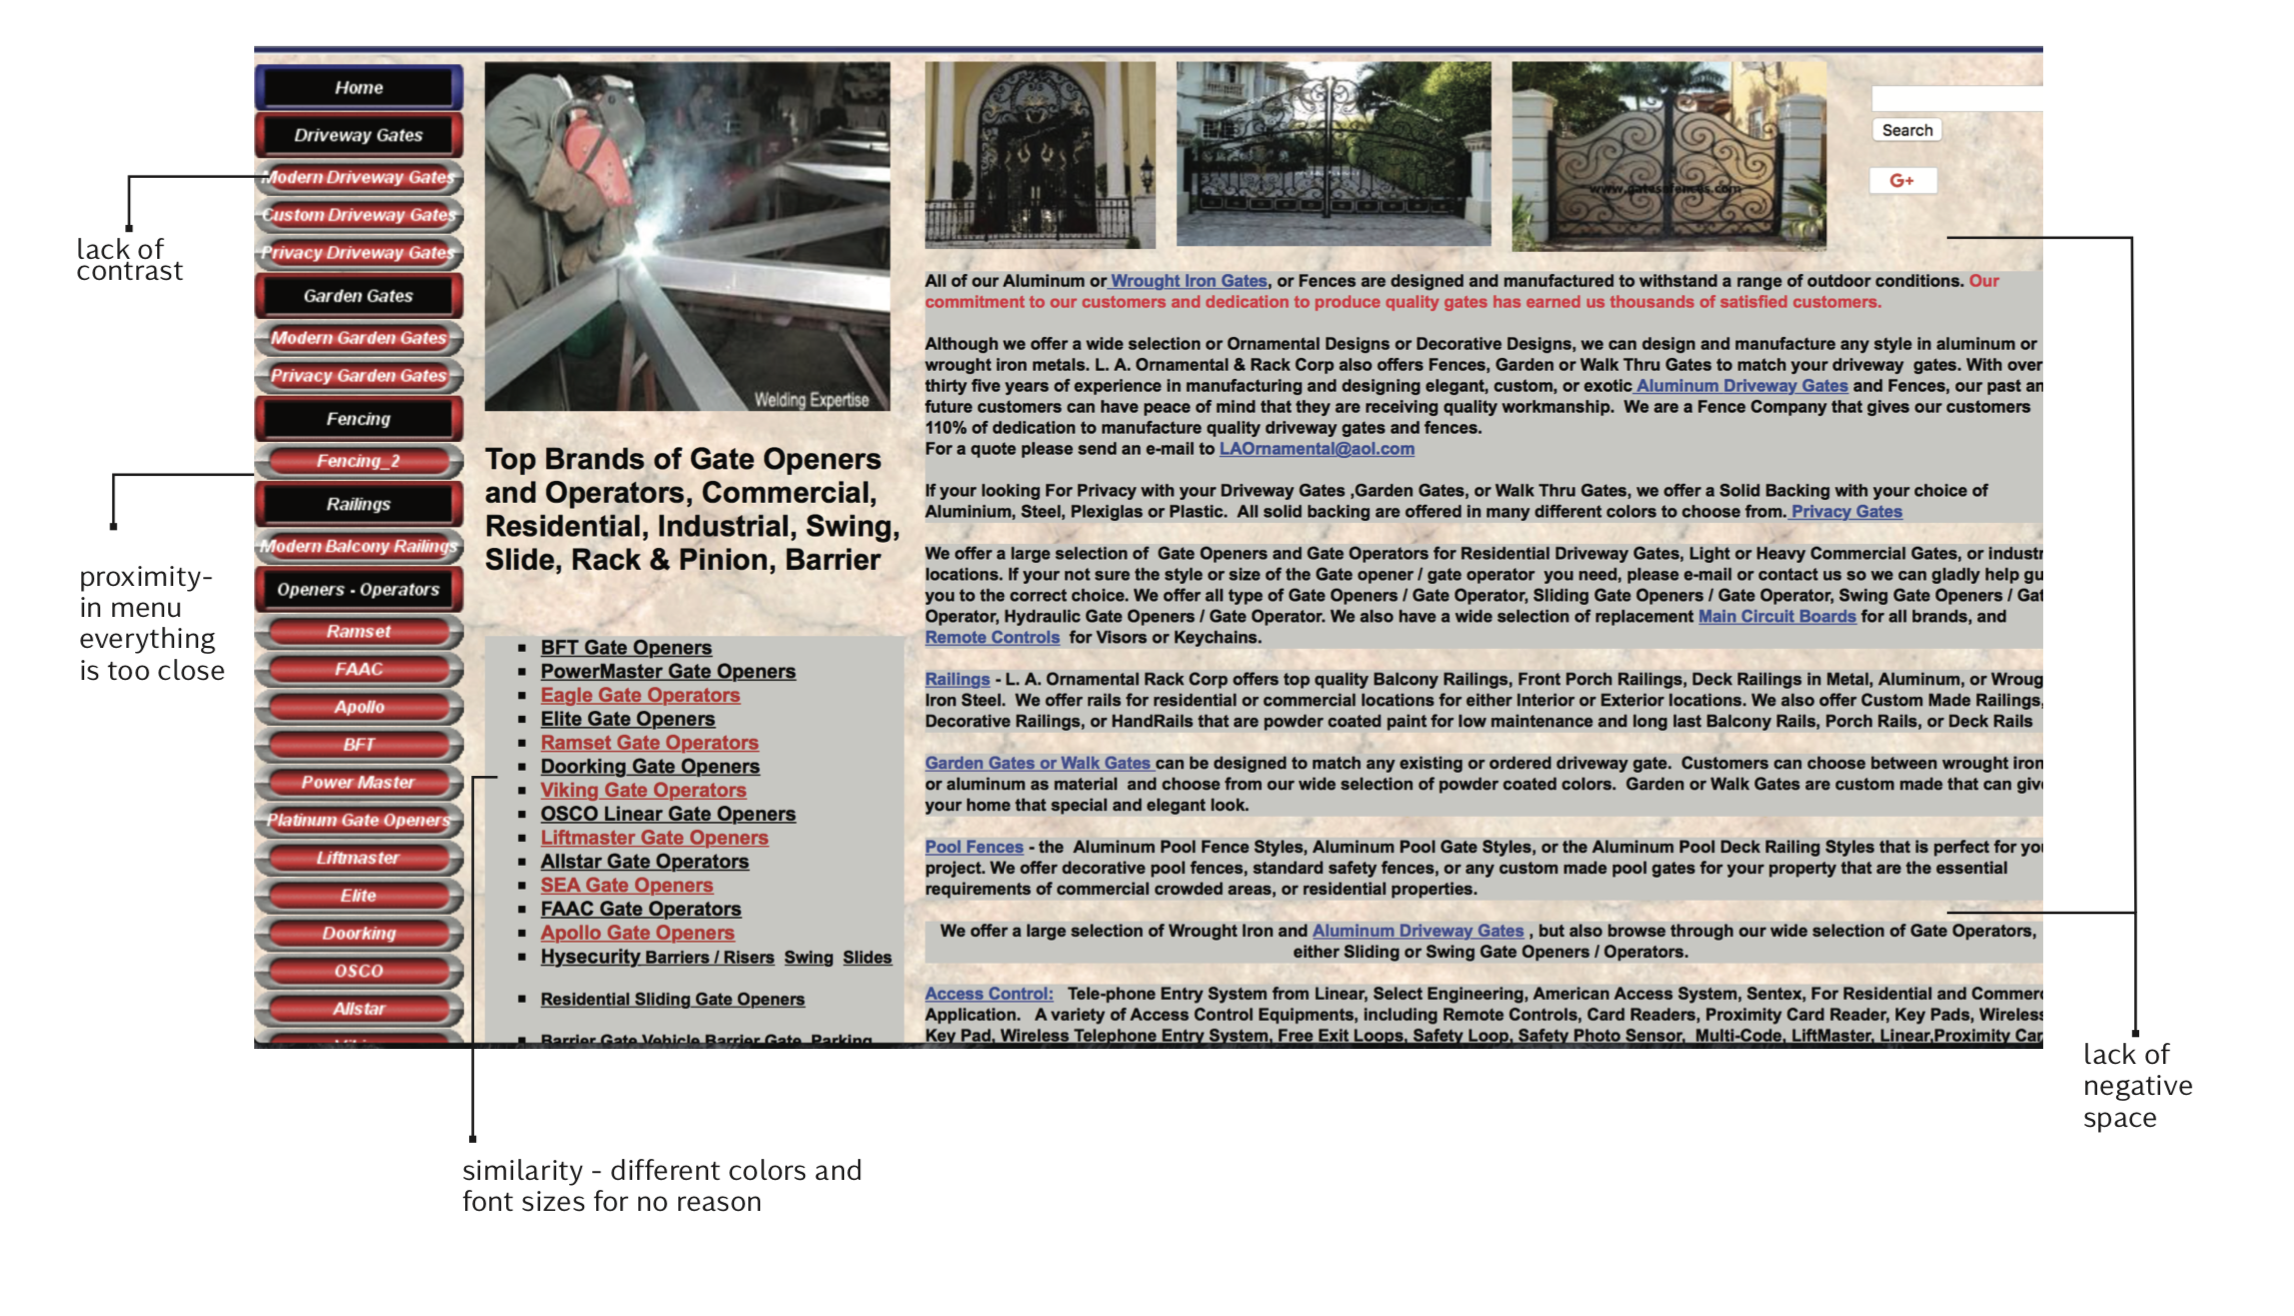 Home
Driveway Gates
Modern Driveway Gates
Custom Driveway Gates
Privacy Driveway Gates
Garden Gates
Modern Garden Gates
Privacy Garden Gates
Fencing
Fencing_2
Railings
Modern Balcony Railings
Openers - Operators
Ramset
FAAC
Apollo
BFT
Power Master
Platinum Gate Openers
Liftmaster
Elite
Doorking
OSCO
Allstar
lack of
contrast
proximity-
in menu
everything
is too close
Welding Expertise
Top Brands of Gate Openers
and Operators, Commercial,
Residential, Industrial, Swing,
Slide, Rack & Pinion, Barrier
BFT Gate Openers
PowerMaster Gate Openers
Eagle Gate Operators
Elite Gate Openers
Ramset Gate Operators
Doorking Gate Openers
Viking Gate Operators
OSCO Linear Gate Openers
Liftmaster Gate Openers
Allstar Gate Operators
SEA Gate Openers
FAAC Gate Operators
Apollo Gate Openers
Hysecurity Barriers / Risers Swing Slides
Residential Sliding Gate Openers
Barrier Gate Vehicle Barrier Gate Parking
similarity - different colors and
font sizes for no reason
www.gatesnfences.com
Search
G+
All of our Aluminum or Wrought Iron Gates, or Fences are designed and manufactured to withstand a range of outdoor conditions. Our
commitment to our customers and dedication to produce quality gates has earned us thousands of satisfied customers.
Although we offer a wide selection or Ornamental Designs or Decorative Designs, we can design and manufacture any style in aluminum or
wrought iron metals. L. A. Ornamental & Rack Corp also offers Fences, Garden or Walk Thru Gates to match your driveway gates. With over
thirty five years of experience in manufacturing and designing elegant, custom, or exotic Aluminum Driveway Gates and Fences, our past an
future customers can have peace of mind that they are receiving quality workmanship. We are a Fence Company that gives our customers
110% of dedication to manufacture quality driveway gates and fences.
For a quote please send an e-mail to LAOrnamental@aol.com
If your looking For Privacy with your Driveway Gates ,Garden Gates, or Walk Thru Gates, we offer a Solid Backing with your choice of
Aluminium, Steel, Plexiglas or Plastic. All solid backing are offered in many different colors to choose from. Privacy Gates
We offer a large selection of Gate Openers and Gate Operators for Residential Driveway Gates, Light or Heavy Commercial Gates, or industr
locations. If your not sure the style or size of the Gate opener / gate operator you need, please e-mail or contact us so we can gladly help gu
you to the correct choice. We offer all type of Gate Openers / Gate Operator, Sliding Gate Openers / Gate Operator, Swing Gate Openers / Gat
Operator, Hydraulic Gate Openers / Gate Operator. We also have a wide selection of replacement Main Circuit Boards for all brands, and
Remote Controls for Visors or Keychains.
Railings - L. A. Ornamental Rack Corp offers top quality Balcony Railings, Front Porch Railings, Deck Railings in Metal, Aluminum, or Wroug
Iron Steel. We offer rails for residential or commercial locations for either Interior or Exterior locations. We also offer Custom Made Railings,
Decorative Railings, or HandRails that are powder coated paint for low maintenance and long last Balcony Rails, Porch Rails, or Deck Rails
Garden Gates or Walk Gates can be designed to match any existing or ordered driveway gate. Customers can choose between wrought iron
or aluminum as material and choose from our wide selection of powder coated colors. Garden or Walk Gates are custom made that can giv
your home that special and elegant look.
Pool Fences - the Aluminum Pool Fence Styles, Aluminum Pool Gate Styles, or the Aluminum Pool Deck Railing Styles that is perfect for you
project. We offer decorative pool fences, standard safety fences, or any custom made pool gates for your property that are the essential
requirements of commercial crowded areas, or residential properties.
We offer a large selection of Wrought Iron and Aluminum Driveway Gates , but also browse through our wide selection of Gate Operators,
either Sliding or Swing Gate Openers / Operators.
Access Control: Tele-phone Entry System from Linear, Select Engineering, American Access System, Sentex, For Residential and Commerc
Application. A variety of Access Control Equipments, including Remote Controls, Card Readers, Proximity Card Reader, Key Pads, Wireless
Key Pad, Wireless Telephone Entry System, Free Exit Loops, Safety Loop, Safety Photo Sensor, Multi-Code, LiftMaster, Linear,Proximity Car
lack of
negative
space